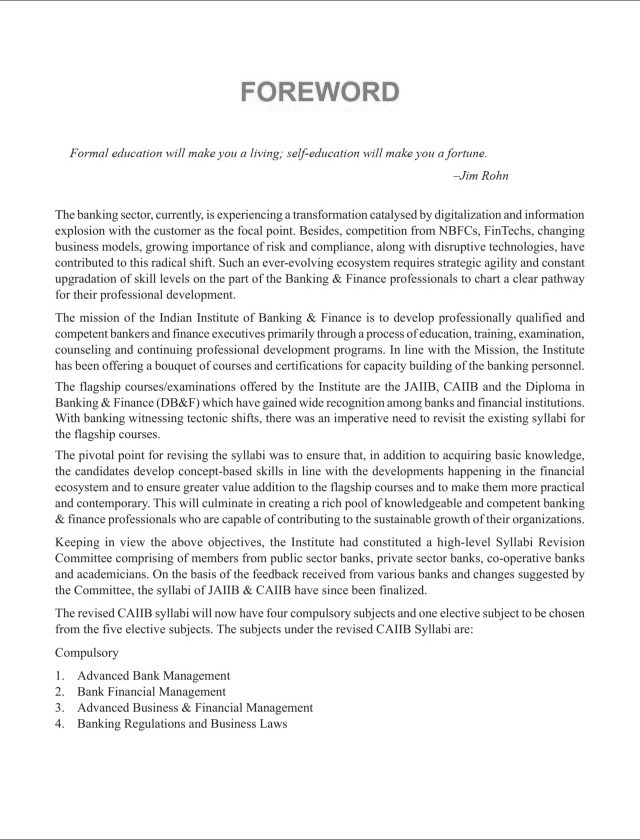 FOREWORD
Formal education will make you a living; self-education will make you a fortune.
–Jim Rohn
The banking sector, currently, is experiencing a transformation catalysed by digitalization and information
explosion with the customer as the focal point. Besides, competition from NBFCs, FinTechs, changing
business models, growing importance of risk and compliance, along with disruptive technologies, have
contributed to this radical shift. Such an ever-evolving ecosystem requires strategic agility and constant
upgradation of skill levels on the part of the Banking & Finance professionals to chart a clear pathway
for their professional development.
The mission of the Indian Institute of Banking & Finance is to develop professionally qualified and
competent bankers and finance executives primarily through a process of education, training, examination,
counseling and continuing professional development programs. In line with the Mission, the Institute
has been offering a bouquet of courses and certifications for capacity building of the banking personnel.
The flagship courses/examinations offered by the Institute are the JAIIB, CAIIB and the Diploma in
Banking & Finance (DB&F) which have gained wide recognition among banks and financial institutions.
With banking witnessing tectonic shifts, there was an imperative need to revisit the existing syllabi for
the flagship courses.
The pivotal point for revising the syllabi was to ensure that, in addition to acquiring basic knowledge,
the candidates develop concept-based skills in line with the developments happening in the financial
ecosystem and to ensure greater value addition to the flagship courses and to make them more practical
and contemporary. This will culminate in creating a rich pool of knowledgeable and competent banking
& finance professionals who are capable of contributing to the sustainable growth of their organizations.
Keeping in view the above objectives, the Institute had constituted a high-level Syllabi Revision
Committee comprising of members from public sector banks, private sector banks, co-operative banks
and academicians. On the basis of the feedback received from various banks and changes suggested by
the Committee, the syllabi of JAIIB & CAIIB have since been finalized.
The revised CAIIB syllabi will now have four compulsory subjects and one elective subject to be chosen
from the five elective subjects. The subjects under the revised CAIIB Syllabi are:
Compulsory
1. Advanced Bank Management
2. Bank Financial Management
3. Advanced Business & Financial Management
4. Banking Regulations and Business Laws